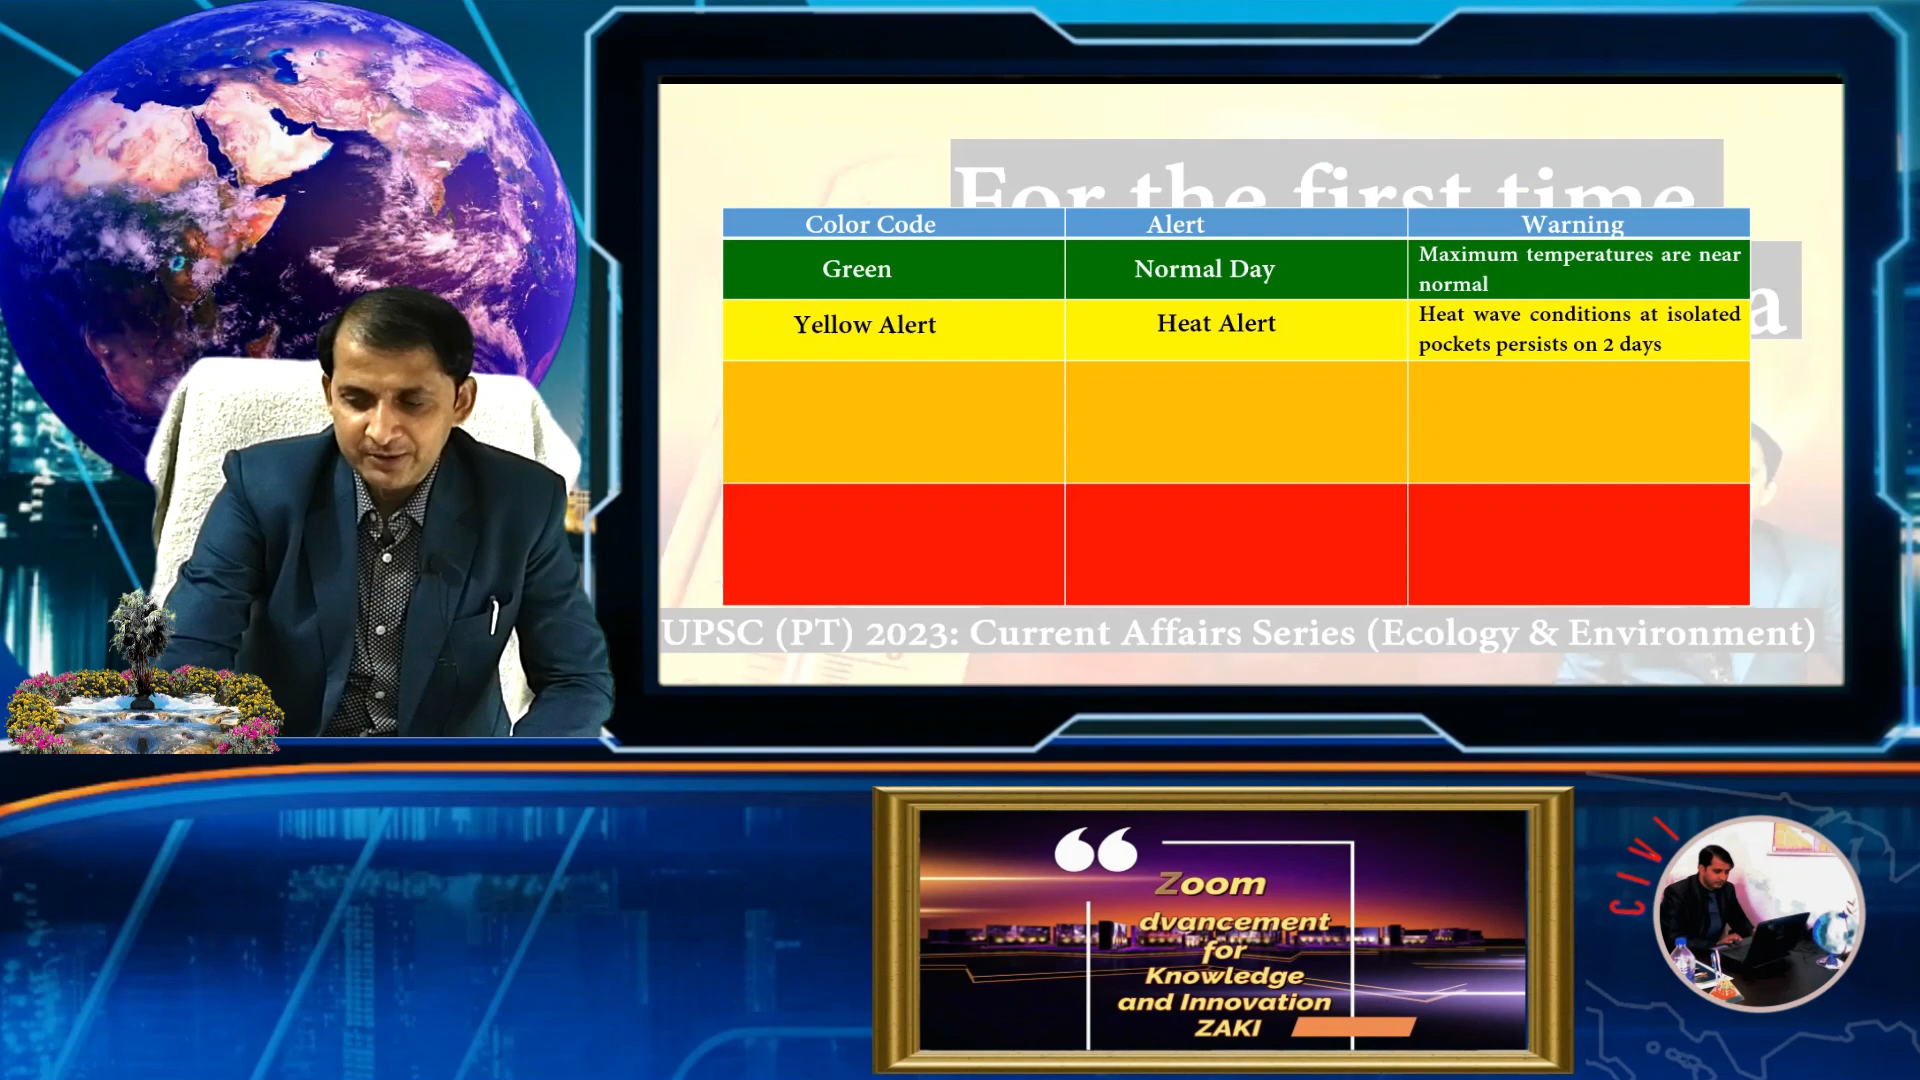 For the first time
a
Color Code Alert Warning
Green Normal Day Maximum temperatures are near
normal
Yellow Alert Heat Alert Heat wave conditions at isolated
pockets persists on 2 days
UPSC (PT) 2023: Current Affairs Series (Ecology & Environment)
Zoom
dvancement
for
Knowledge
and Innovation
ZAKI
CIVI